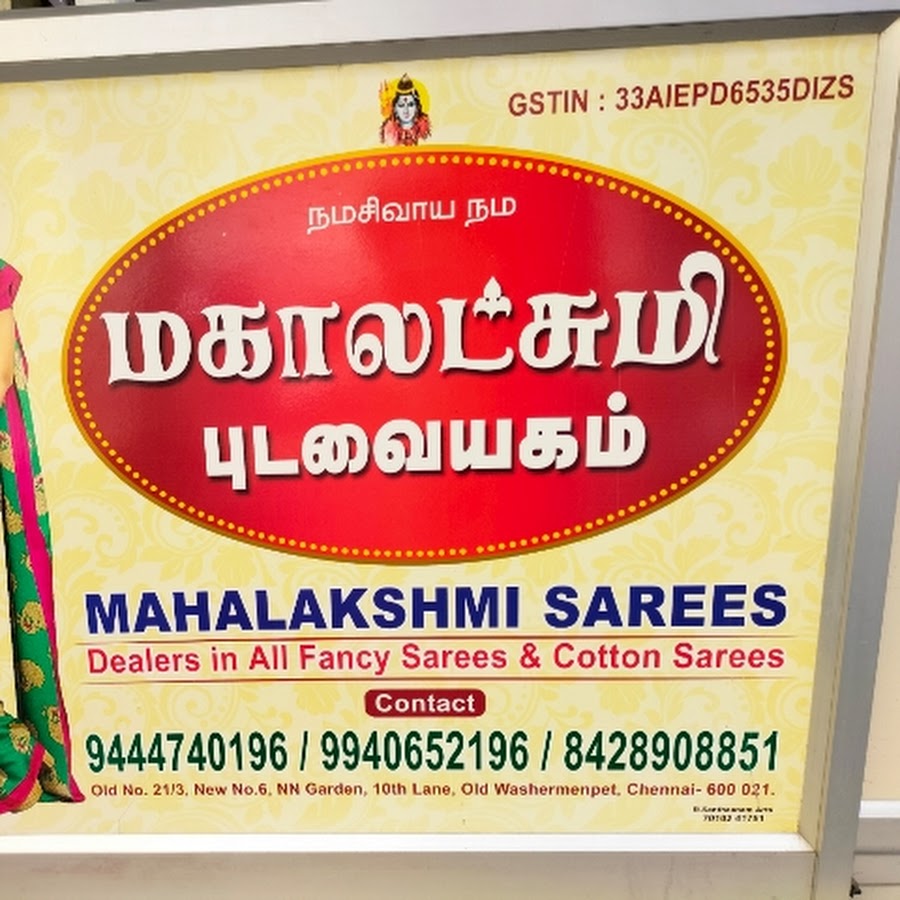 GSTIN : 33AIEPD6535DIZS
நமசிவாய நம
மகாலட்சுமி
புடவையகம்
MAHALAKSHMI SAREES
Dealers in All Fancy Sarees & Cotton Sarees
Contact
9444740196 / 9940652196 / 8428908851
Old No. 21/3, New No.6, NN Garden, 10th Lane, Old Washermenpet, Chennai- 600 021.